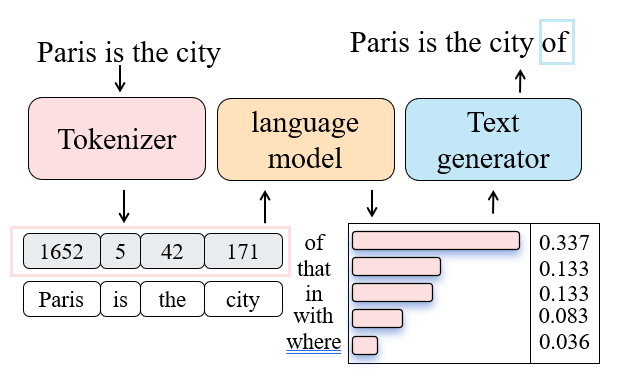 Paris is the city
Paris is the city of
Tokenizer
language
model
Text
generator
1652 5 42 171
Paris is the city
of 0.337
that 0.133
in 0.133
with 0.083
where 0.036